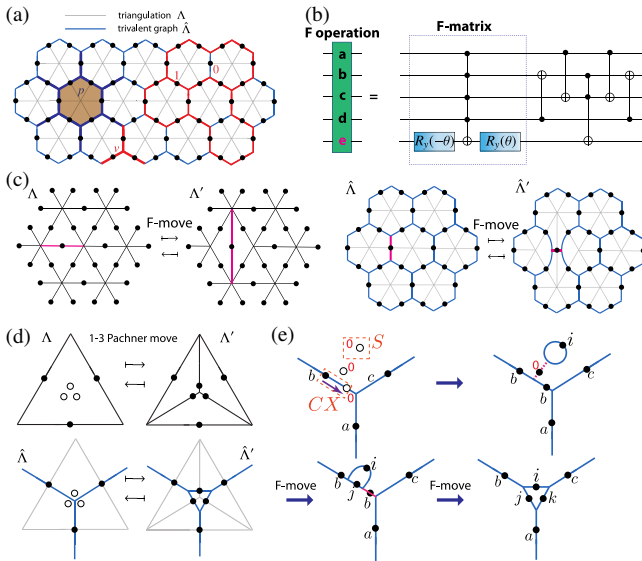 (a)
triangulation Λ
trivalent graph Λ̂
p
1
0
v
(b)
F operation
F-matrix
a
b
c
d
e
=
R_y(-θ)
R_y(θ)
(c)
Λ
F-move
Λ′
Λ̂
F-move
Λ̂′
(d)
Λ
1-3 Pachner move
Λ′
Λ̂
Λ̂′
(e)
0
S
b
0
0
CX
c
a
0
i
b
b
c
a
F-move
i
b
j
b
c
a
F-move
b
i
c
j
k
a